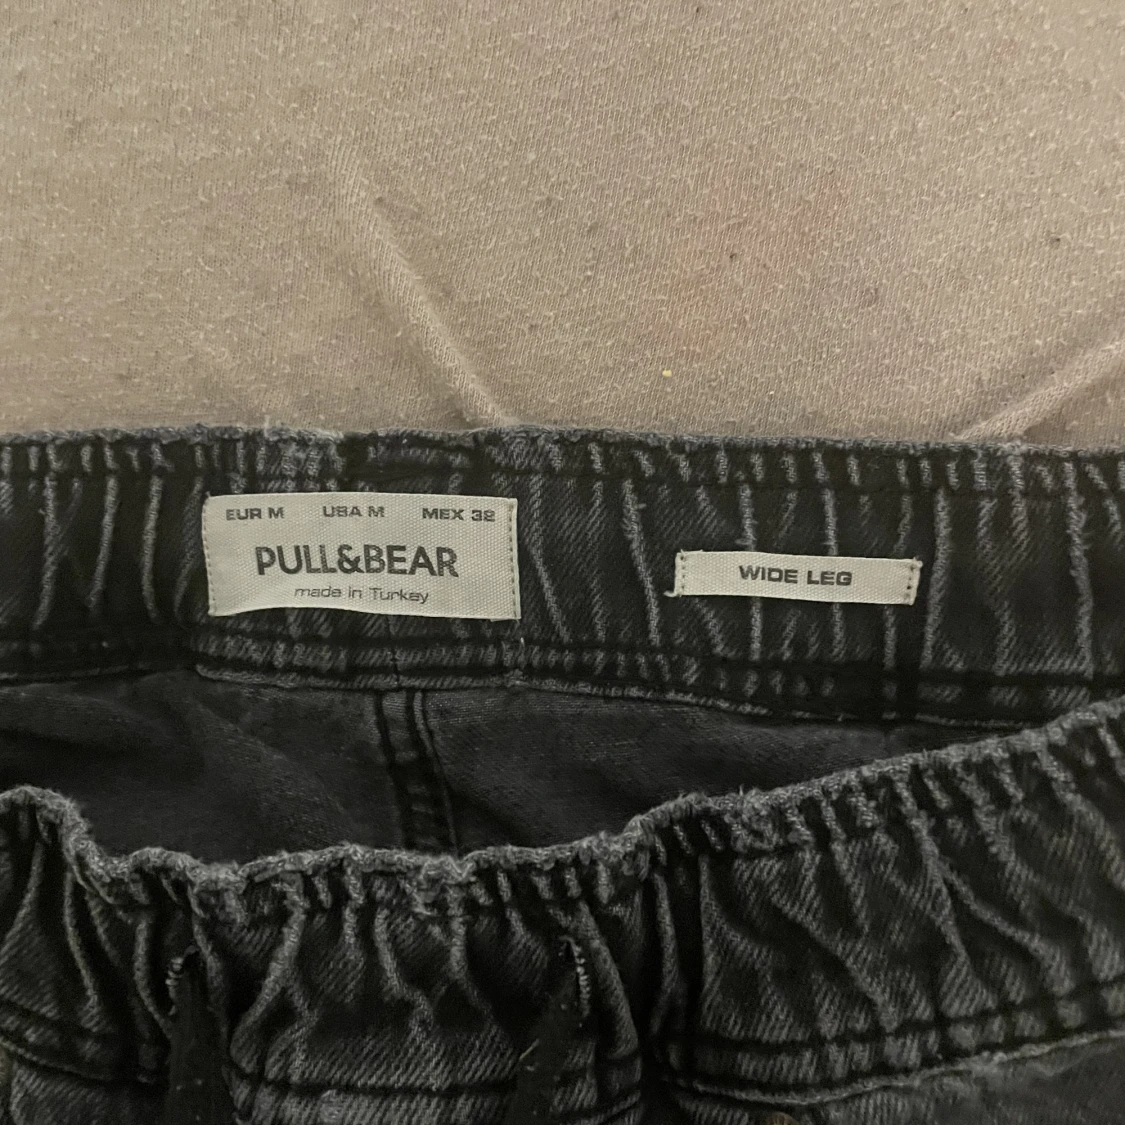 EUR M USA M MEX 32
PULL&BEAR
made in Turkey
WIDE LEG